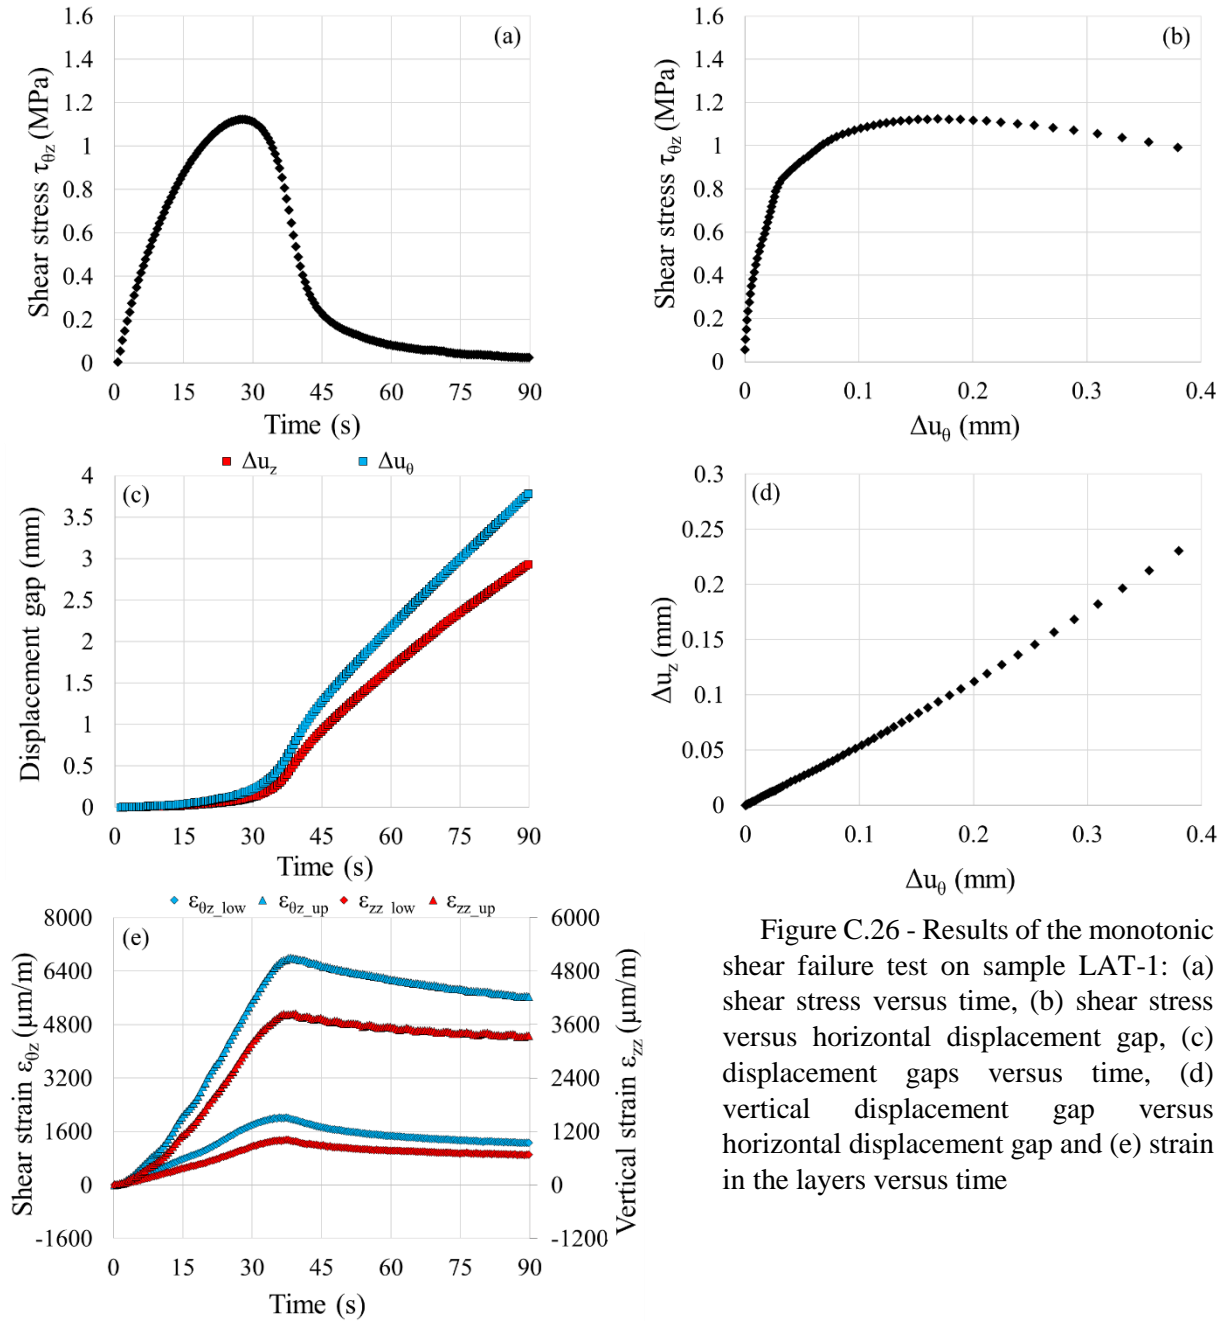 (a)
Shear stress τθz (MPa)
1.6
1.4
1.2
1
0.8
0.6
0.4
0.2
0
0 15 30 45 60 75 90
Time (s)
(b)
Shear stress τθz (MPa)
1.6
1.4
1.2
1
0.8
0.6
0.4
0.2
0
0 0.1 0.2 0.3 0.4
Δuθ (mm)
Δuz Δuθ
(c)
Displacement gap (mm)
4
3.5
3
2.5
2
1.5
1
0.5
0
0 15 30 45 60 75 90
Time (s)
(d)
Δuz (mm)
0.3
0.25
0.2
0.15
0.1
0.05
0
0 0.1 0.2 0.3 0.4
Δuθ (mm)
εθz_low εθz_up εzz_low εzz_up
(e)
Shear strain εθz (μm/m)
8000
6400
4800
3200
1600
0
-1600
6000
4800
3600
2400
1200
0
-1200
Vertical strain εzz (μm/m)
0 15 30 45 60 75 90
Time (s)
Figure C.26 - Results of the monotonic
shear failure test on sample LAT-1: (a)
shear stress versus time, (b) shear stress
versus horizontal displacement gap, (c)
displacement gaps versus time, (d)
vertical displacement gap versus
horizontal displacement gap and (e) strain
in the layers versus time